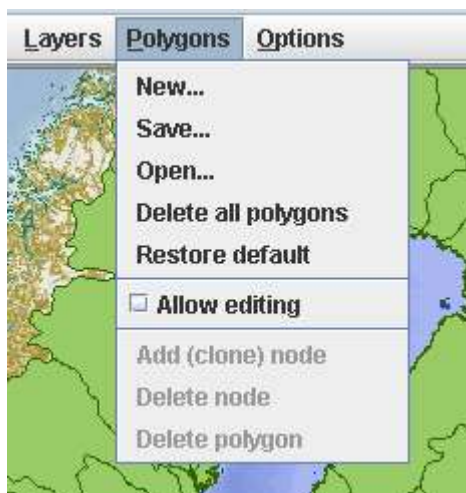 Layers Polygons Options
New...
Save...
Open...
Delete all polygons
Restore default
Allow editing
Add (clone) node
Delete node
Delete polygon